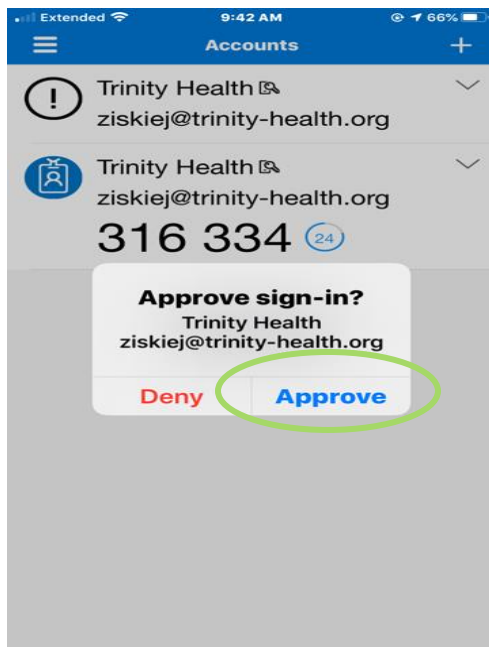 Extended 9:42 AM 66%
Accounts
Trinity Health
ziskiej@trinity-health.org
Trinity Health
ziskiej@trinity-health.org
316 334 24
Approve sign-in?
Trinity Health
ziskiej@trinity-health.org
Deny Approve